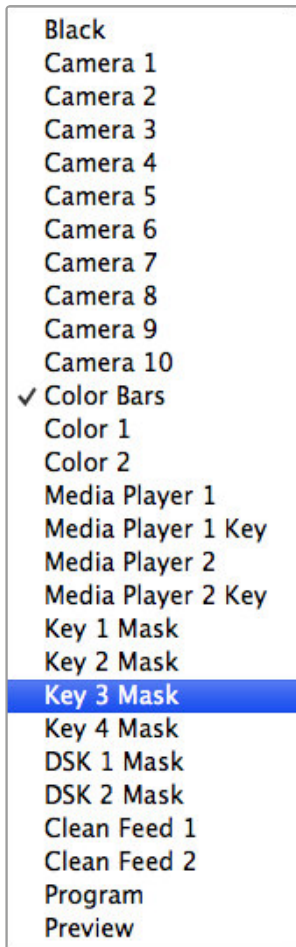 Black
Camera 1
Camera 2
Camera 3
Camera 4
Camera 5
Camera 6
Camera 7
Camera 8
Camera 9
Camera 10
✓ Color Bars
Color 1
Color 2
Media Player 1
Media Player 1 Key
Media Player 2
Media Player 2 Key
Key 1 Mask
Key 2 Mask
Key 3 Mask
Key 4 Mask
DSK 1 Mask
DSK 2 Mask
Clean Feed 1
Clean Feed 2
Program
Preview